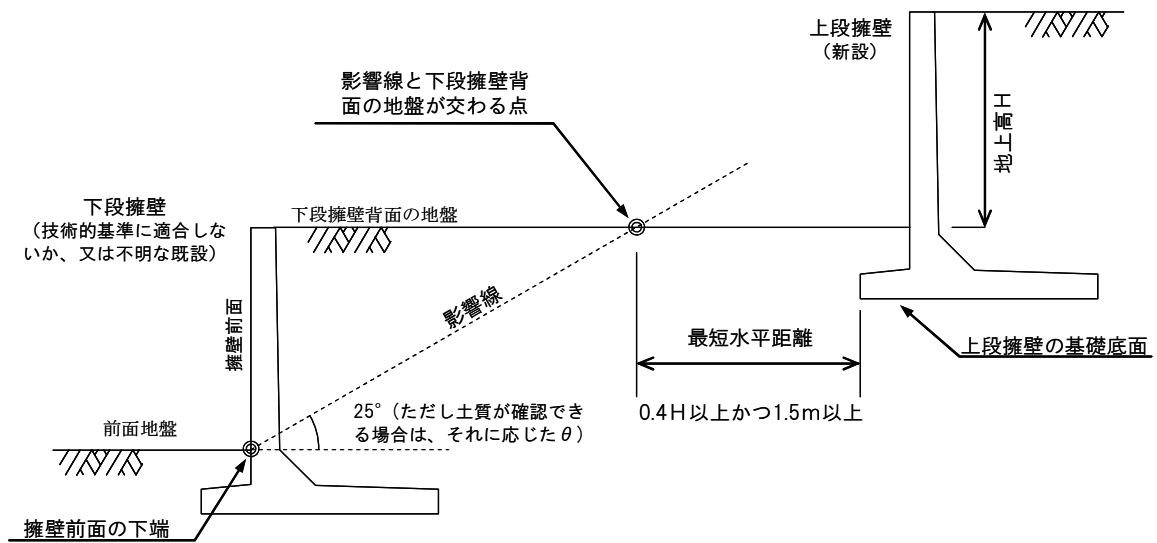 上段擁壁
（新設）
影響線と下段擁壁背
面の地盤が交わる点
地上高H
下段擁壁
（技術的基準に適合しな
いか、又は不明な既設）
下段擁壁背面の地盤
影響線
擁壁前面
最短水平距離
上段擁壁の基礎底面
25°（ただし土質が確認でき
る場合は、それに応じたθ）
0.4H以上かつ1.5m以上
前面地盤
擁壁前面の下端